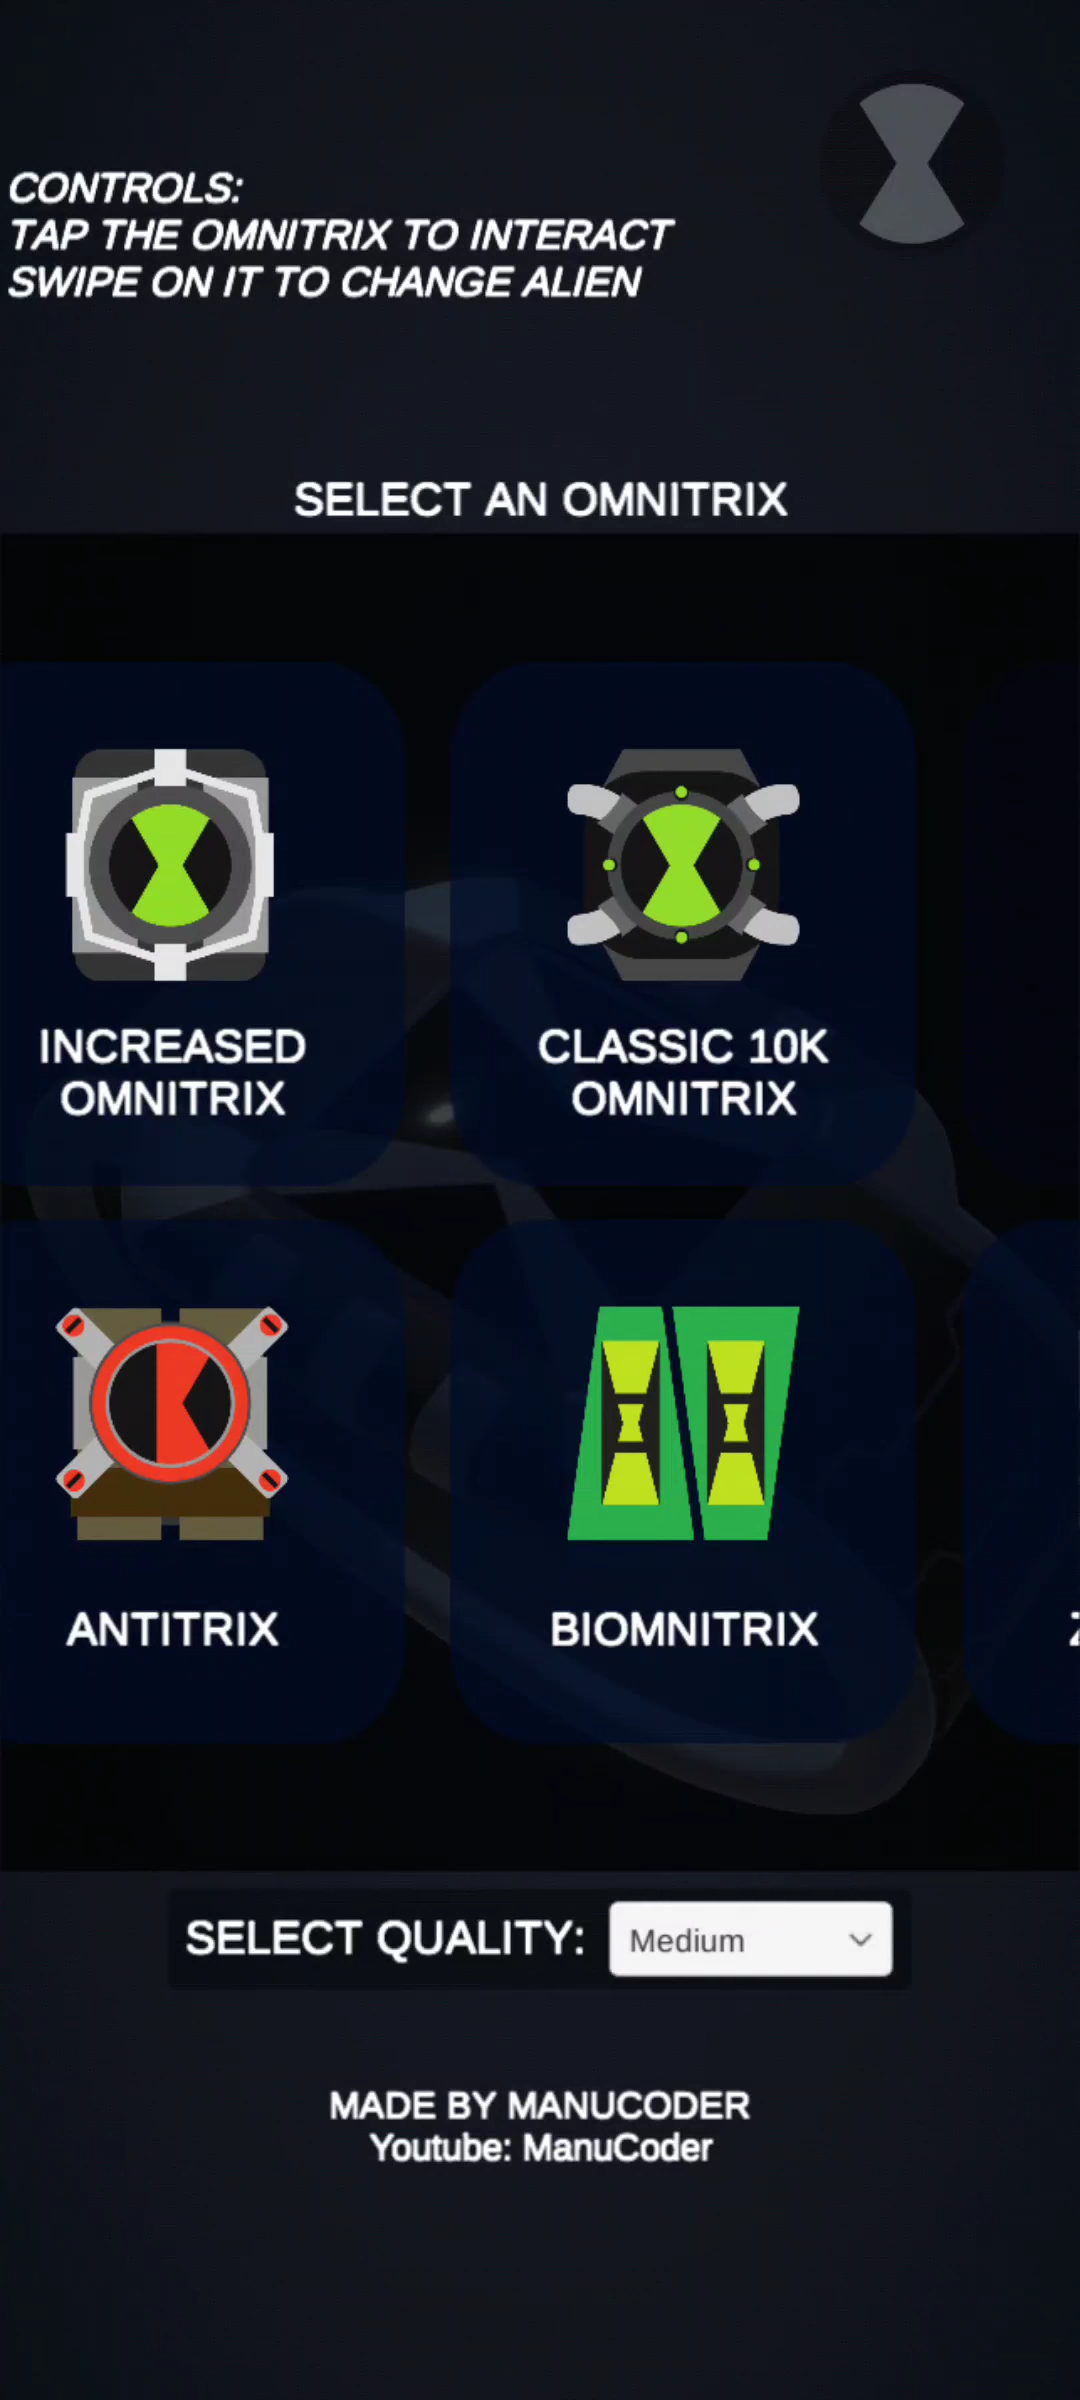 CONTROLS:
TAP THE OMNITRIX TO INTERACT
SWIPE ON IT TO CHANGE ALIEN
SELECT AN OMNITRIX
INCREASED
OMNITRIX
CLASSIC 10K
OMNITRIX
ANTITRIX
BIOMNITRIX
SELECT QUALITY:
Medium
MADE BY MANUCODER
Youtube: ManuCoder